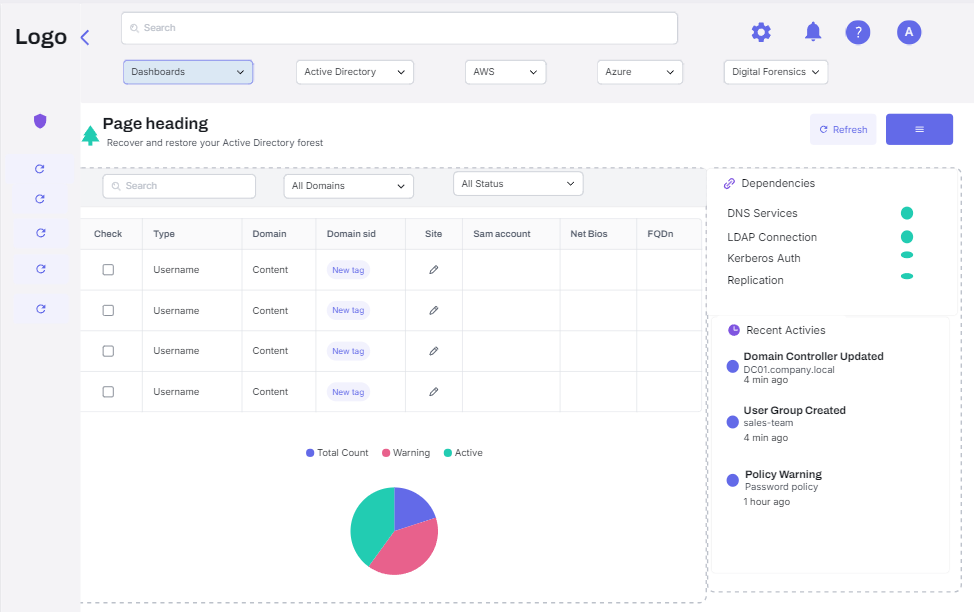 Logo
Search
?
A
Dashboards
Active Directory
AWS
Azure
Digital Forensics
Page heading
Recover and restore your Active Directory forest
Refresh
Search
All Domains
All Status
Check Type Domain Domain sid Site Sam account Net Bios FQDn
Username Content New tag
Username Content New tag
Username Content New tag
Username Content New tag
Total Count Warning Active
Dependencies
DNS Services
LDAP Connection
Kerberos Auth
Replication
Recent Activies
Domain Controller Updated
DC01.company.local
4 min ago
User Group Created
sales-team
4 min ago
Policy Warning
Password policy
1 hour ago